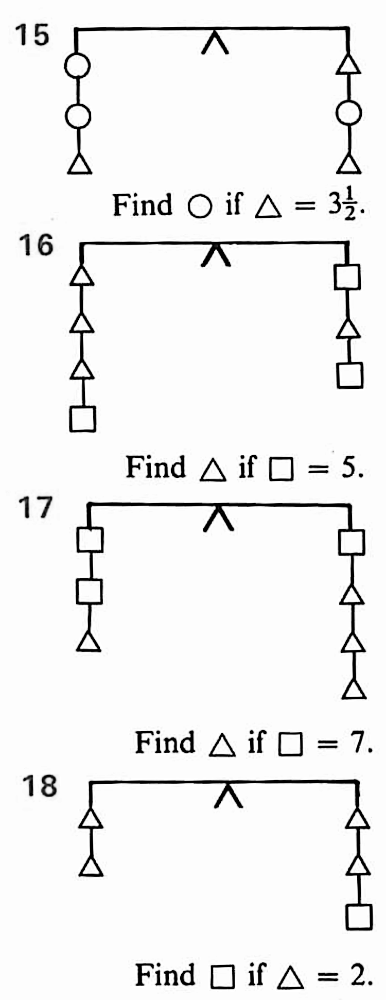 15
Find ○ if △ = 3½.
16
Find △ if □ = 5.
17
Find △ if □ = 7.
18
Find □ if △ = 2.